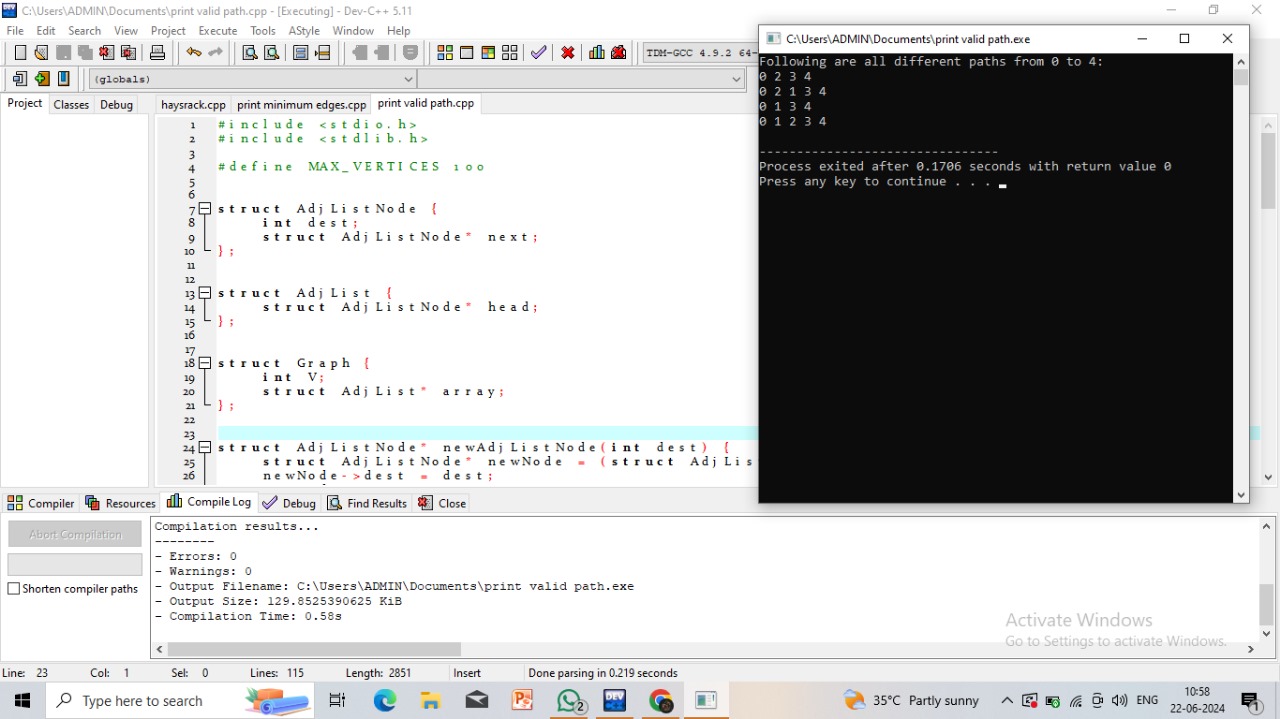 C:\Users\ADMIN\Documents\print valid path.cpp - [Executing] - Dev-C++ 5.11
File Edit Search View Project Execute Tools AStyle Window Help
TDM-GCC 4.9.2 64-
(globals)
Project Classes Debug
haysrack.cpp print minimum edges.cpp print valid path.cpp
1 #include <stdio.h>
2 #include <stdlib.h>
3
4 #define MAX_VERTICES 100
5
6
7 struct AdjListNode {
8 int dest;
9 struct AdjListNode* next;
10 };
11
12
13 struct AdjList {
14 struct AdjListNode* head;
15 };
16
17
18 struct Graph {
19 int V;
20 struct AdjList* array;
21 };
22
23
24 struct AdjListNode* newAdjListNode(int dest) {
25 struct AdjListNode* newNode = (struct AdjLis
26 newNode->dest = dest;
C:\Users\ADMIN\Documents\print valid path.exe
Following are all different paths from 0 to 4:
0 2 3 4
0 2 1 3 4
0 1 3 4
0 1 2 3 4
--------------------------------
Process exited after 0.1706 seconds with return value 0
Press any key to continue . . .
Compiler Resources Compile Log Debug Find Results Close
Abort Compilation
Shorten compiler paths
Compilation results...
--------
- Errors: 0
- Warnings: 0
- Output Filename: C:\Users\ADMIN\Documents\print valid path.exe
- Output Size: 129.8525390625 KiB
- Compilation Time: 0.58s
Activate Windows
Go to Settings to activate Windows.
Line: 23 Col: 1 Sel: 0 Lines: 115 Length: 2851 Insert Done parsing in 0.219 seconds
Type here to search
2
DEV
35°C Partly sunny
ENG
10:58
22-06-2024
1